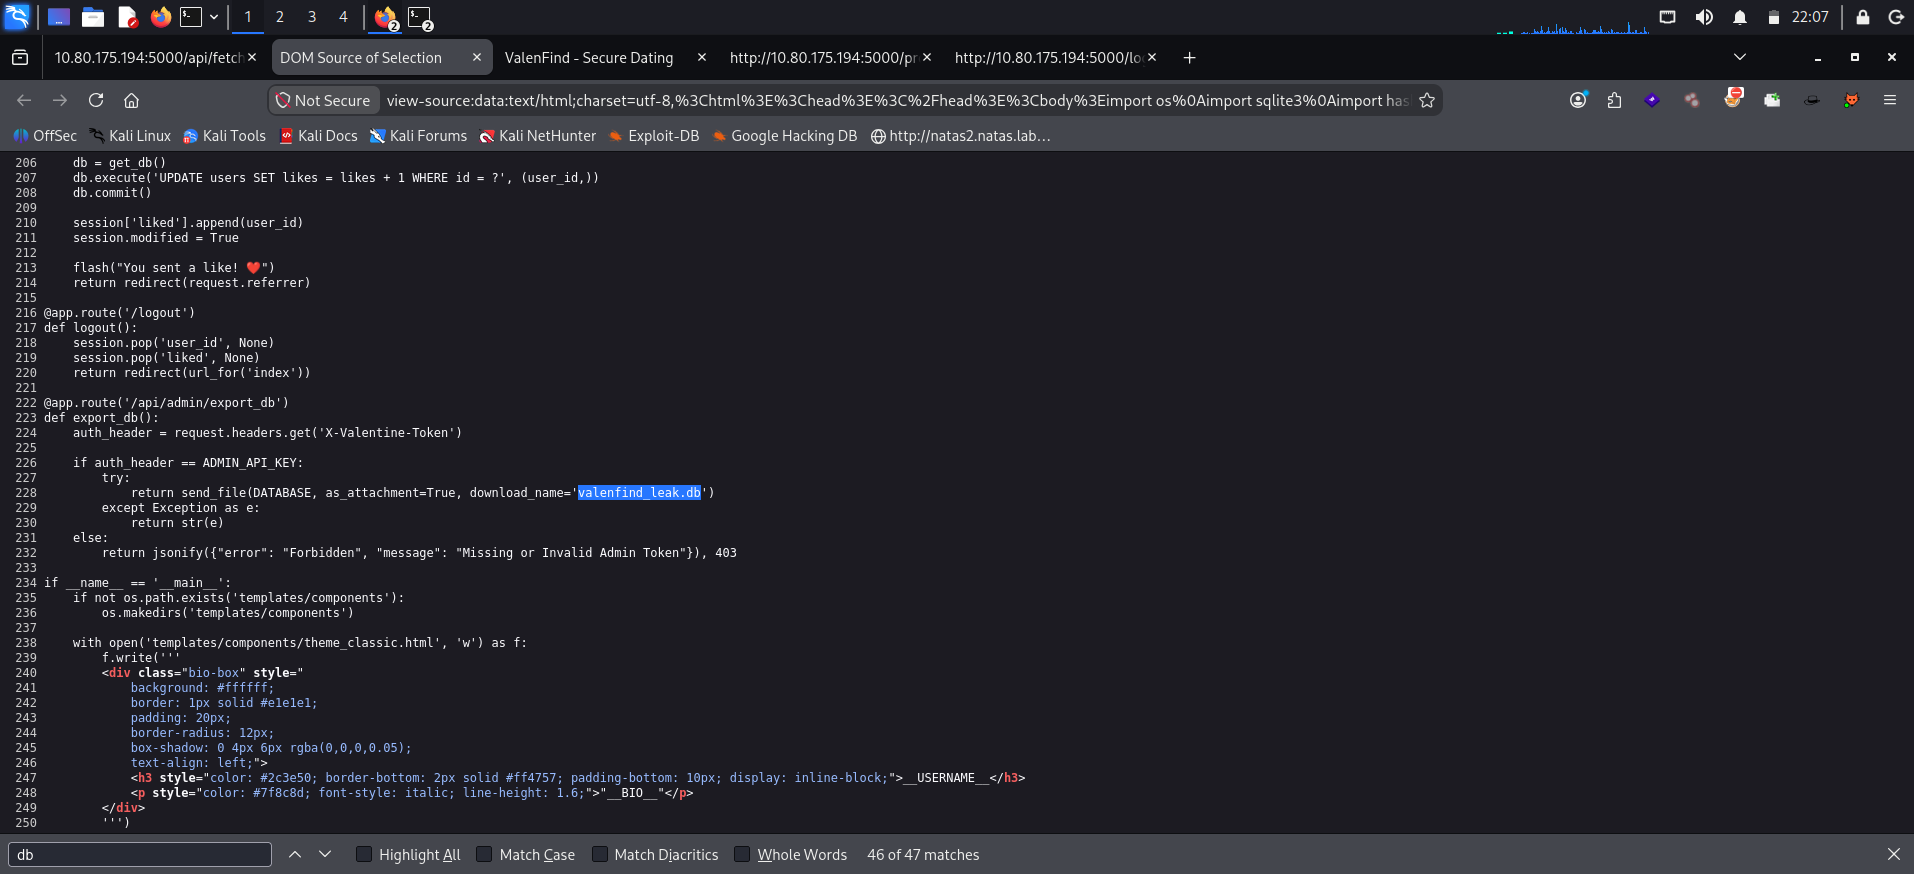 1 2 3 4 2 2 22:07
10.80.175.194:5000/api/fetch DOM Source of Selection ValenFind - Secure Dating http://10.80.175.194:5000/pr http://10.80.175.194:5000/lo
Not Secure view-source:data:text/html;charset=utf-8,%3Chtml%3E%3Chead%3E%3C%2Fhead%3E%3Cbody%3Eimport os%0Aimport sqlite3%0Aimport has
OffSec Kali Linux Kali Tools Kali Docs Kali Forums Kali NetHunter Exploit-DB Google Hacking DB http://natas2.natas.lab...
206 db = get_db()
207 db.execute('UPDATE users SET likes = likes + 1 WHERE id = ?', (user_id,))
208 db.commit()
209
210 session['liked'].append(user_id)
211 session.modified = True
212
213 flash("You sent a like! ❤️")
214 return redirect(request.referrer)
215
216 @app.route('/logout')
217 def logout():
218 session.pop('user_id', None)
219 session.pop('liked', None)
220 return redirect(url_for('index'))
221
222 @app.route('/api/admin/export_db')
223 def export_db():
224 auth_header = request.headers.get('X-Valentine-Token')
225
226 if auth_header == ADMIN_API_KEY:
227 try:
228 return send_file(DATABASE, as_attachment=True, download_name='valenfind_leak.db')
229 except Exception as e:
230 return str(e)
231 else:
232 return jsonify({"error": "Forbidden", "message": "Missing or Invalid Admin Token"}), 403
233
234 if __name__ == '__main__':
235 if not os.path.exists('templates/components'):
236 os.makedirs('templates/components')
237
238 with open('templates/components/theme_classic.html', 'w') as f:
239 f.write('''
240 <div class="bio-box" style="
241 background: #ffffff;
242 border: 1px solid #e1e1e1;
243 padding: 20px;
244 border-radius: 12px;
245 box-shadow: 0 4px 6px rgba(0,0,0,0.05);
246 text-align: left;">
247 <h3 style="color: #2c3e50; border-bottom: 2px solid #ff4757; padding-bottom: 10px; display: inline-block;">__USERNAME__</h3>
248 <p style="color: #7f8c8d; font-style: italic; line-height: 1.6;">"__BIO__"</p>
249 </div>
250 ''')
db Highlight All Match Case Match Diacritics Whole Words 46 of 47 matches